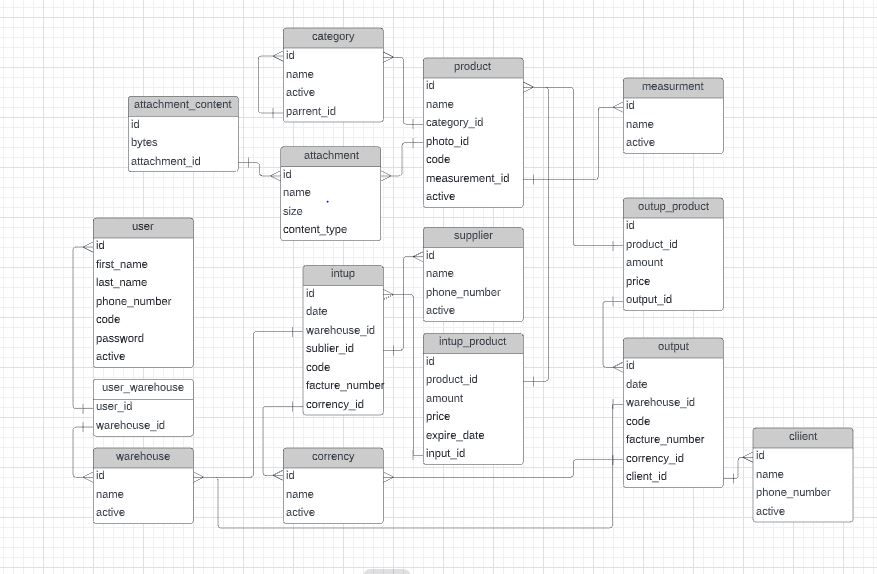 category
id
name
active
parrent_id
product
id
name
category_id
photo_id
code
measurement_id
active
measurment
id
name
active
attachment_content
id
bytes
attachment_id
attachment
id
name
size
content_type
user
id
first_name
last_name
phone_number
code
password
active
user_warehouse
user_id
warehouse_id
warehouse
id
name
active
intup
id
date
warehouse_id
sublier_id
code
facture_number
corrency_id
supplier
id
name
phone_number
active
intup_product
id
product_id
amount
price
expire_date
input_id
corrency
id
name
active
outup_product
id
product_id
amount
price
output_id
output
id
date
warehouse_id
code
facture_number
corrency_id
client_id
cliient
id
name
phone_number
active